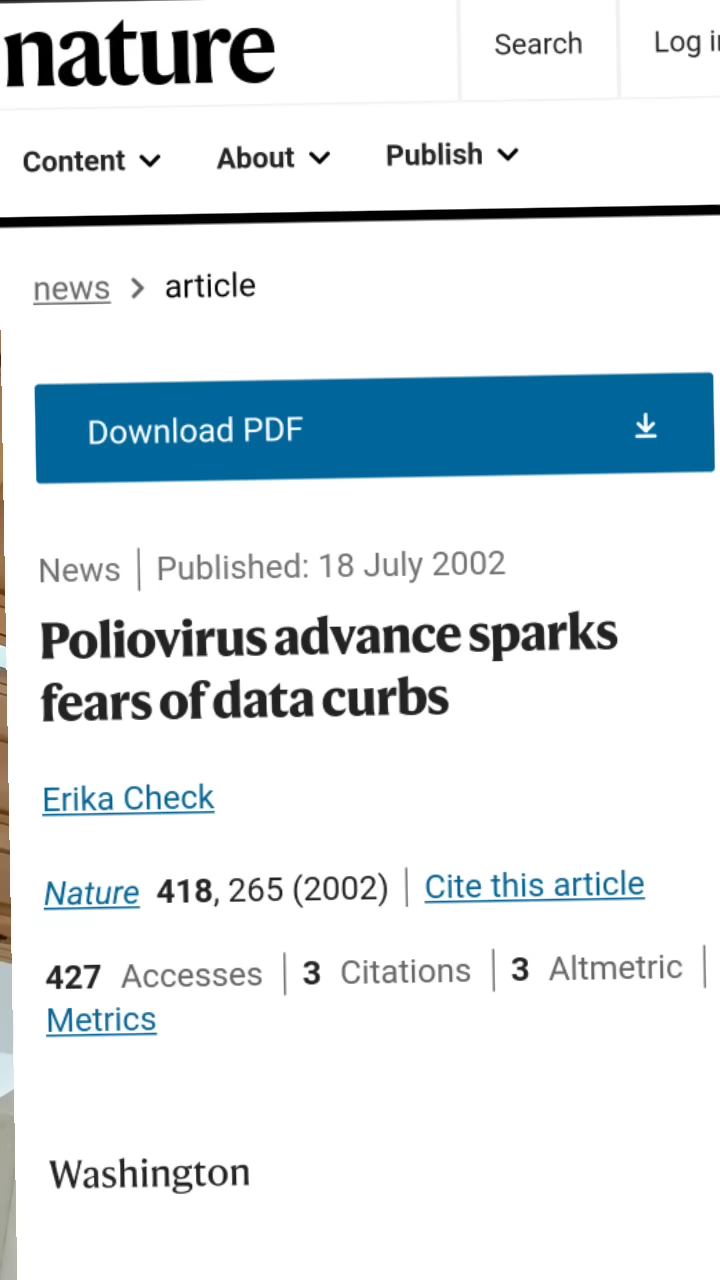 nature
Search
Log
Content
About
Publish
news > article
Download PDF
News | Published: 18 July 2002
Poliovirus advance sparks
fears of data curbs
Erika Check
Nature 418, 265 (2002) | Cite this article
427 Accesses | 3 Citations | 3 Altmetric |
Metrics
Washington